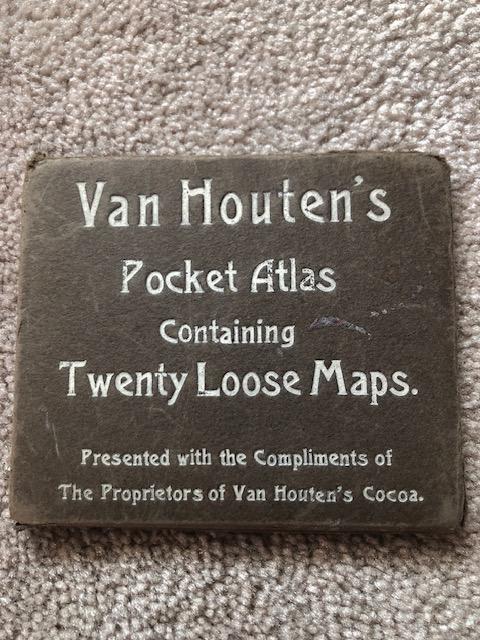 Van Houten's
Pocket Atlas
Containing
Twenty Loose Maps.
Presented with the Compliments of
The Proprietors of Van Houten's Cocoa.